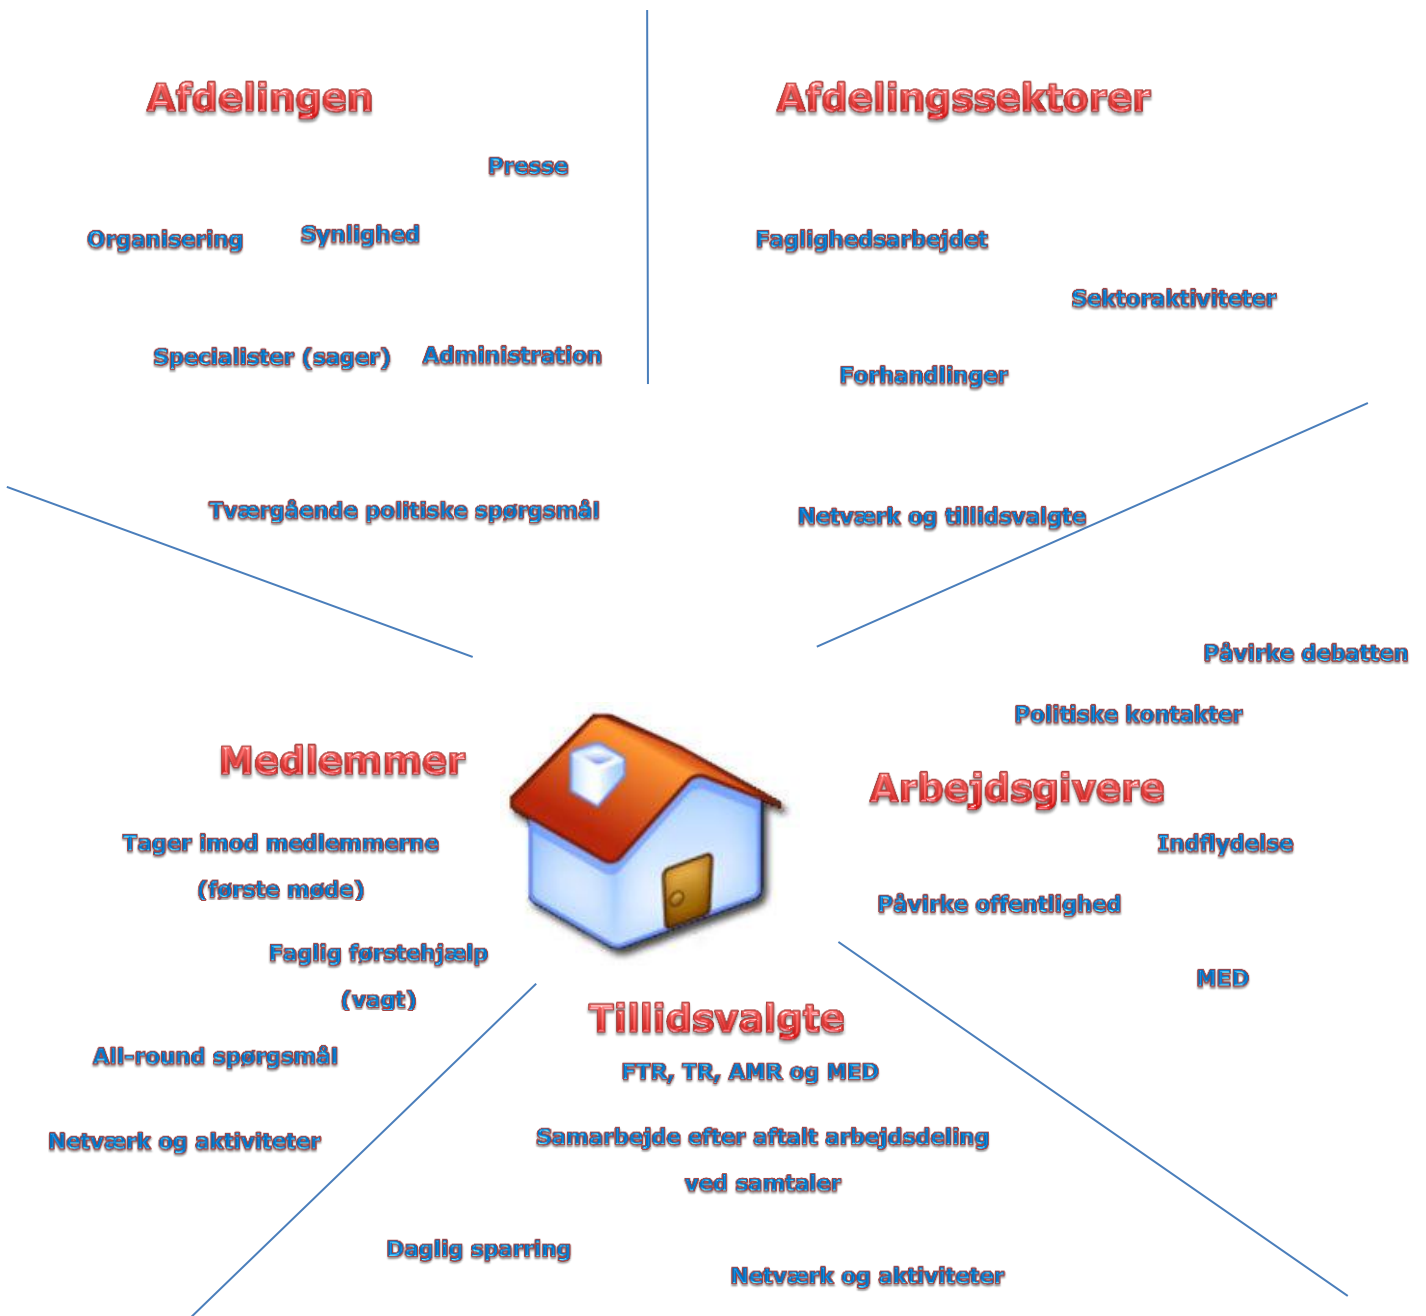 Afdelingen
Presse
Organisering
Synlighed
Specialister (sager)
Administration
Tværgående politiske spørgsmål
Afdelingssektorer
Faglighedsarbejdet
Sektoraktiviteter
Forhandlinger
Netværk og tillidsvalgte
Medlemmer
Tager imod medlemmerne
(første møde)
Faglig førstehjælp
(vagt)
All-round spørgsmål
Netværk og aktiviteter
Påvirke debatten
Politiske kontakter
Arbejdsgivere
Indflydelse
Påvirke offentlighed
MED
Tillidsvalgte
FTR, TR, AMR og MED
Samarbejde efter aftalt arbejdsdeling
ved samtaler
Daglig sparring
Netværk og aktiviteter